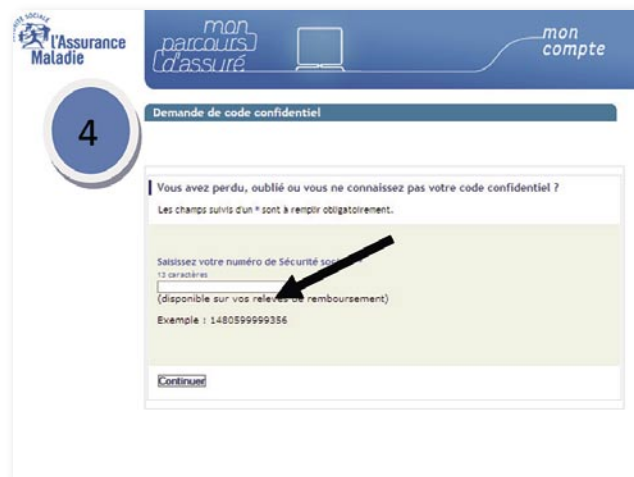 SÉCURITÉ SOCIALE
l'Assurance
Maladie
mon
parcours
d'assuré
mon
compte
4
Demande de code confidentiel
Vous avez perdu, oublié ou vous ne connaissez pas votre code confidentiel ?
Les champs suivis d'un * sont à remplir obligatoirement.
Saisissez votre numéro de Sécurité
13 caractères
(disponible sur vos relevés de remboursement)
Exemple : 1480599999356
Continuer